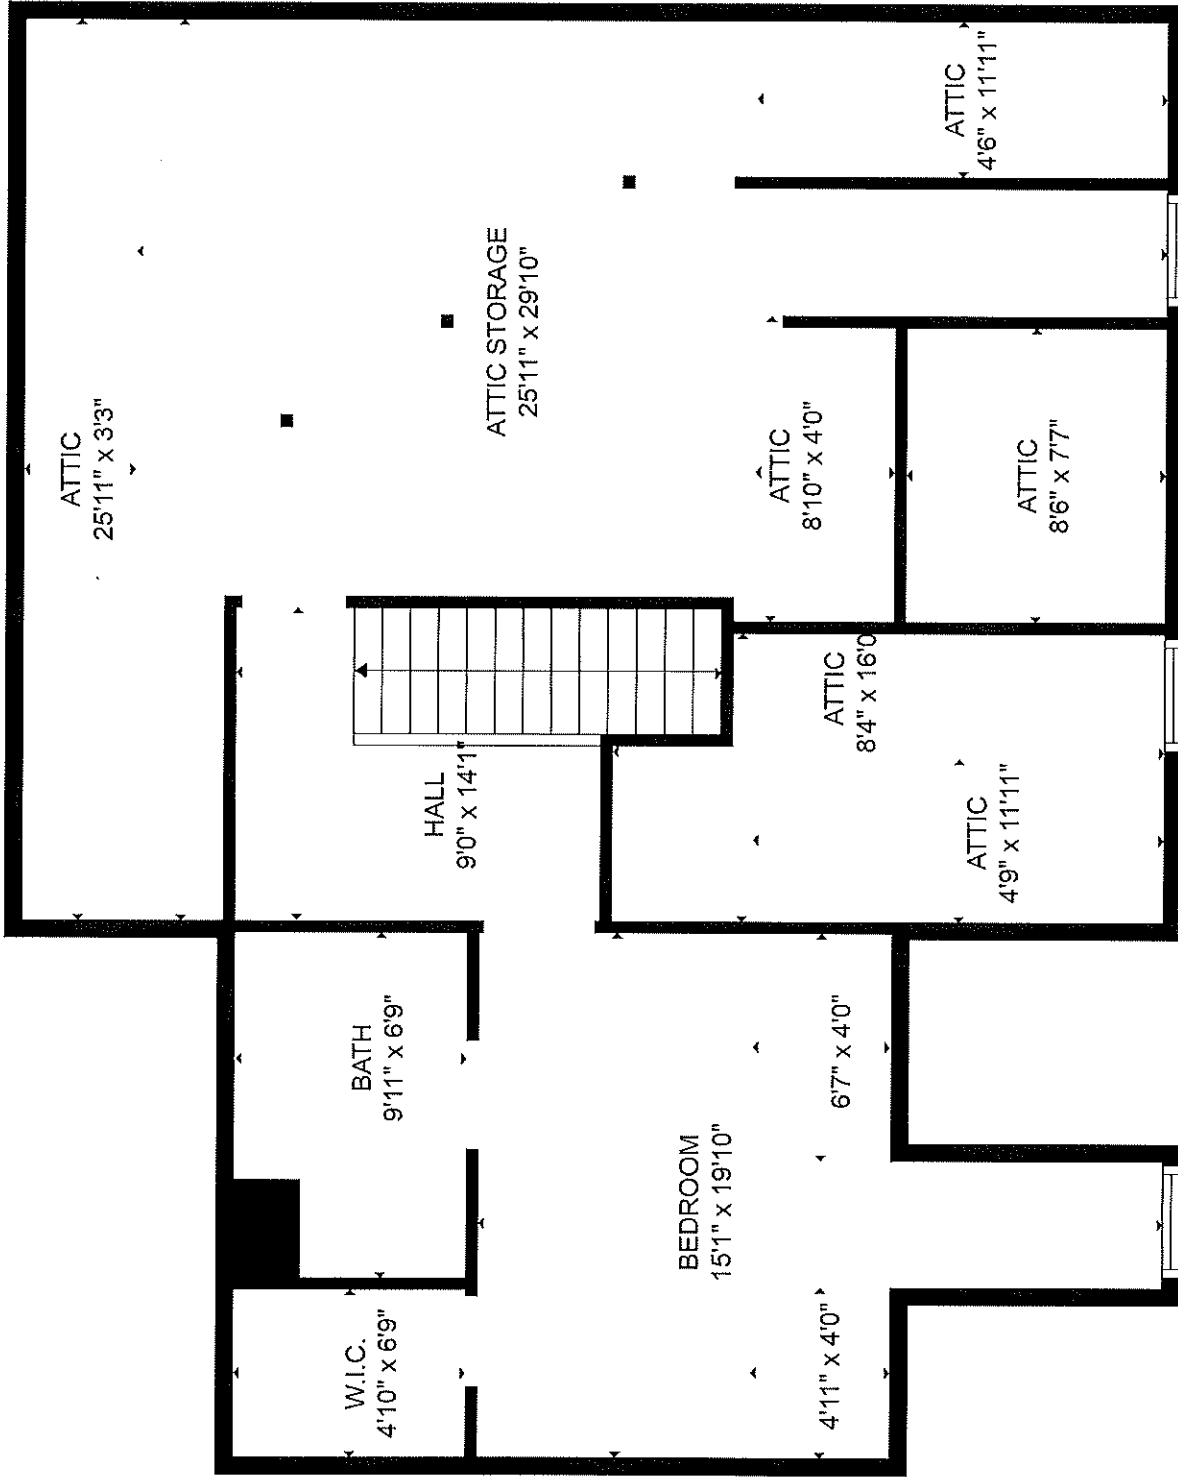 W.I.C.
4'10" x 6'9"
BATH
9'11" x 6'9"
HALL
9'0" x 14'1"
ATTIC
25'11" x 3'3"
BEDROOM
15'1" x 19'10"
4'11" x 4'0"
6'7" x 4'0"
ATTIC STORAGE
25'11" x 29'10"
ATTIC
8'4" x 16'0
ATTIC
4'9" x 11'11"
ATTIC
8'10" x 4'0"
ATTIC
8'6" x 7'7"
ATTIC
4'6" x 11'11"